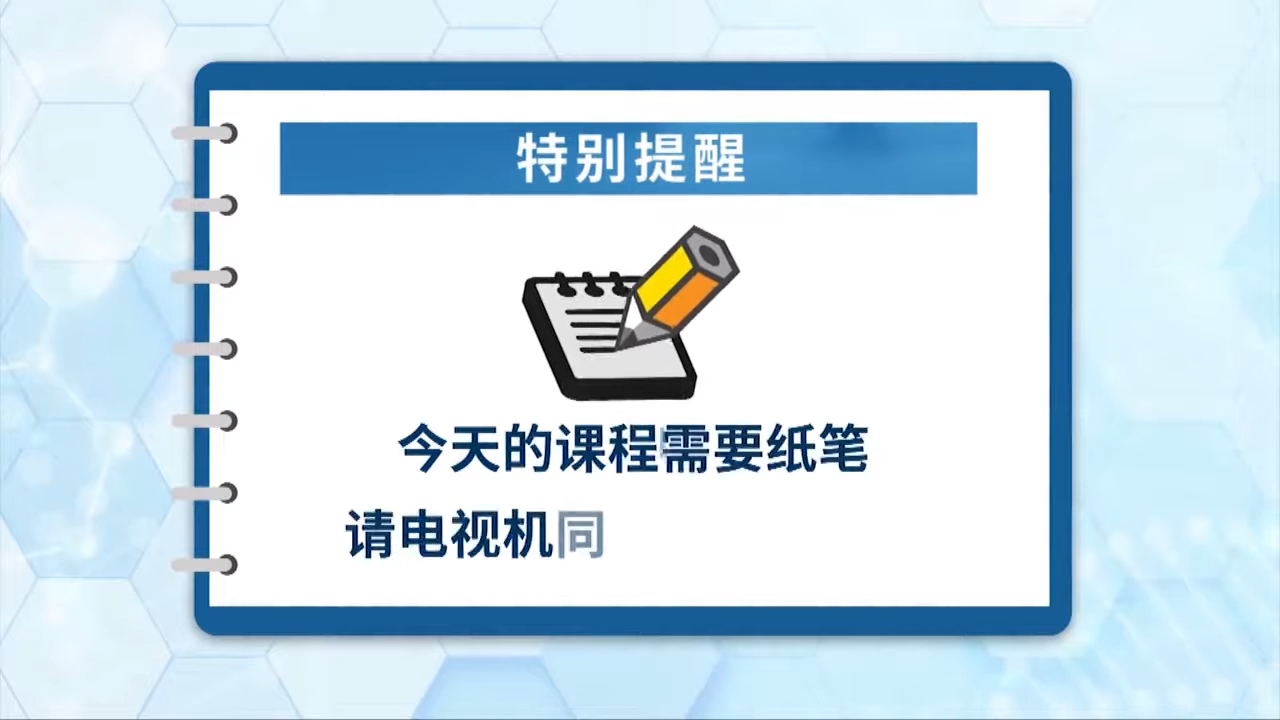 特别提醒
今天的课程需要纸笔
请电视机同